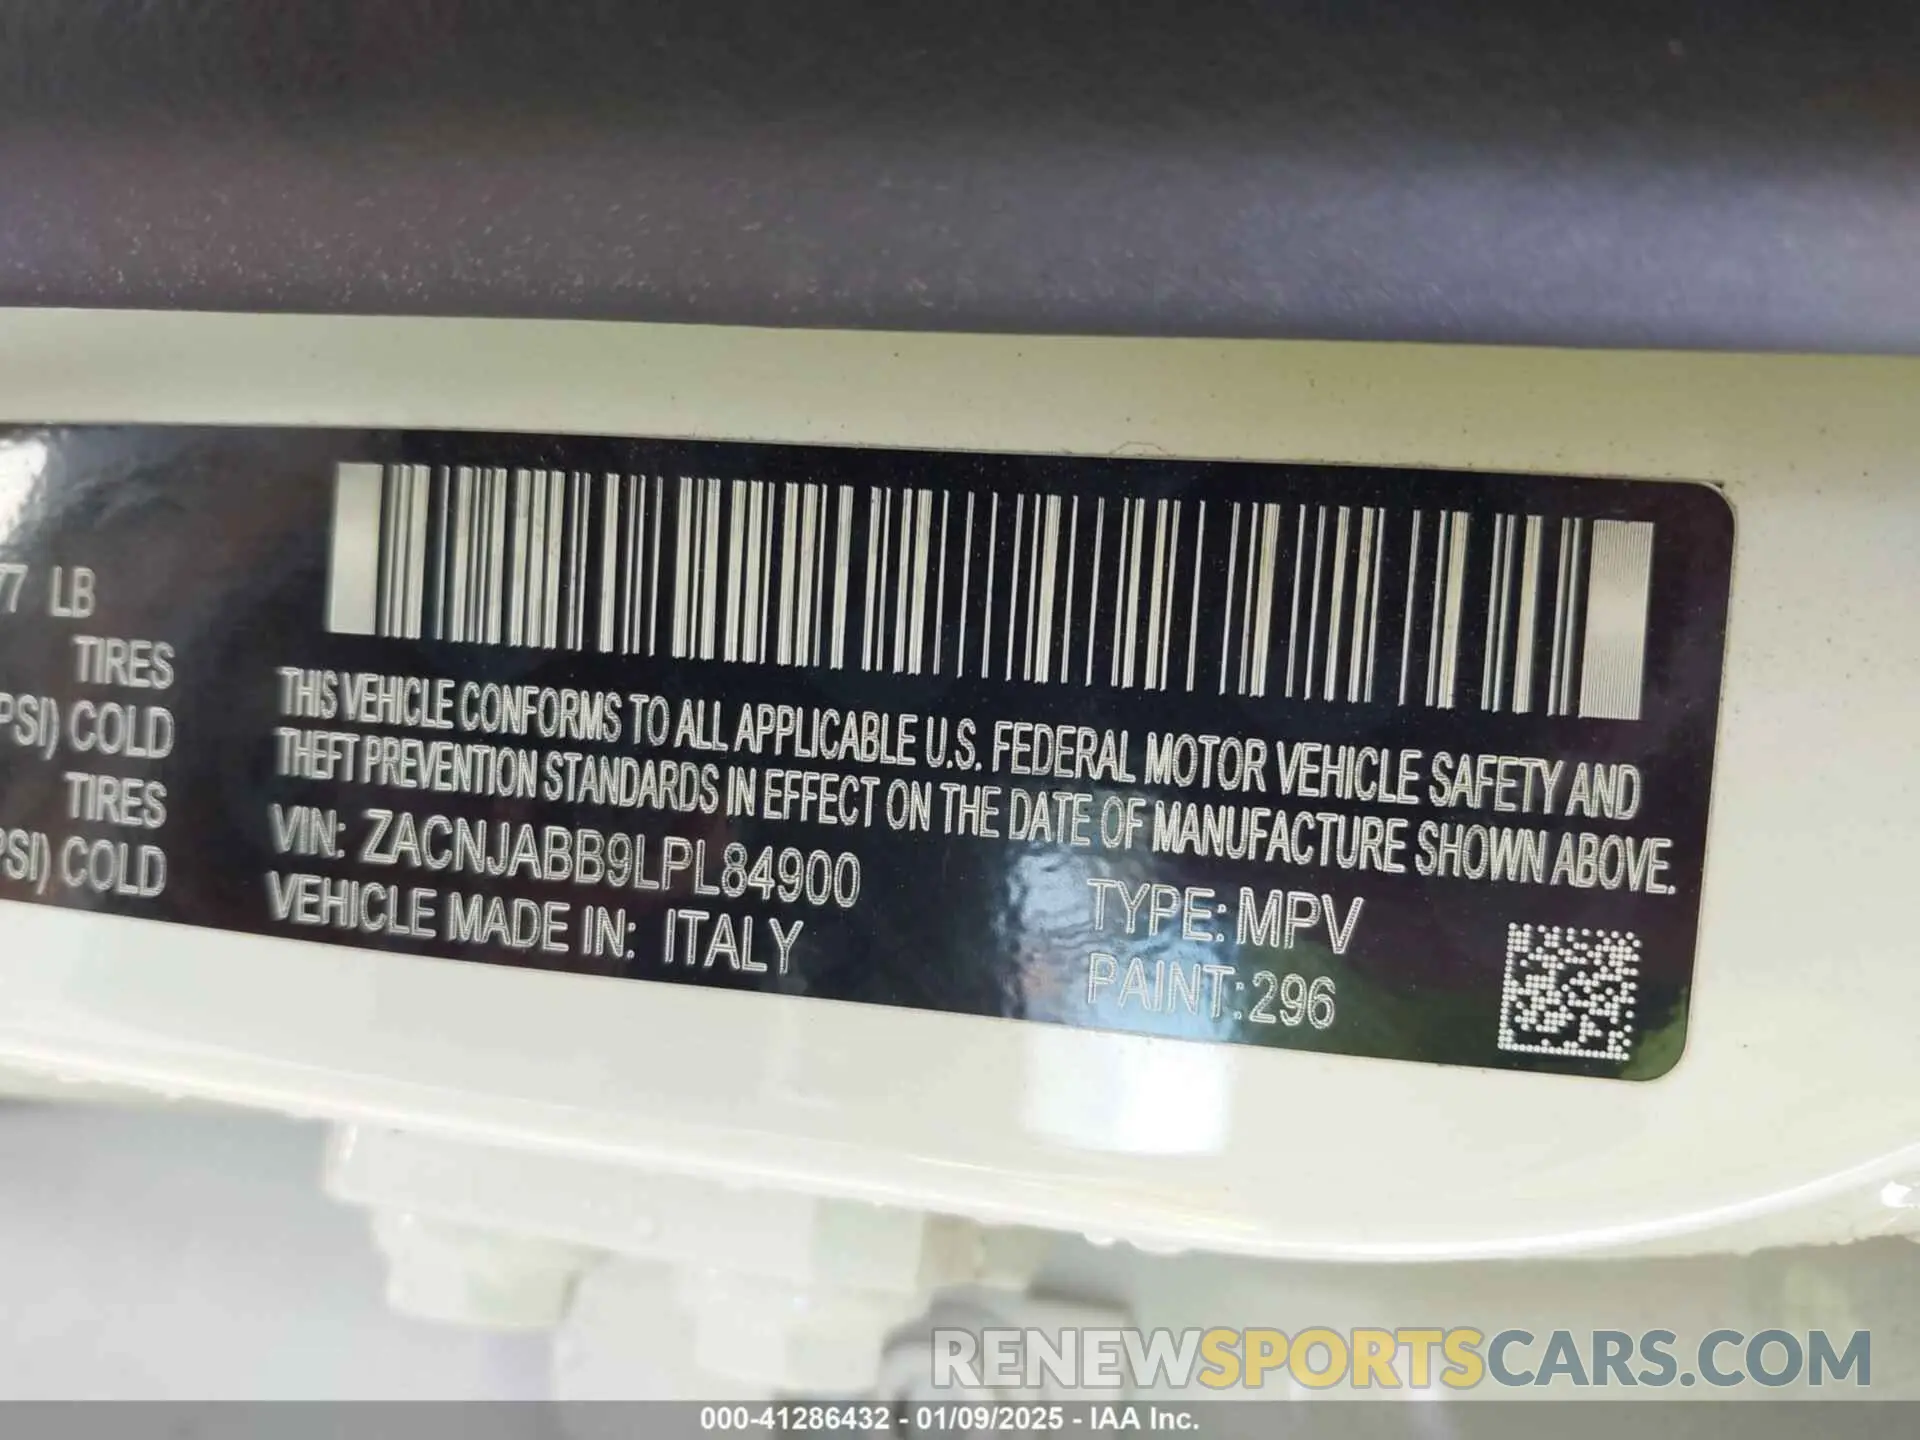 77 LB
TIRES
PSI) COLD
TIRES
PSI) COLD
THIS VEHICLE CONFORMS TO ALL APPLICABLE U.S. FEDERAL MOTOR VEHICLE SAFETY AND
THEFT PREVENTION STANDARDS IN EFFECT ON THE DATE OF MANUFACTURE SHOWN ABOVE.
VIN: ZACNJABB9LPL84900
TYPE: MPV
VEHICLE MADE IN: ITALY
PAINT: 296
RENEWSPORTSCARS.COM
000-41286432 - 01/09/2025 - IAA Inc.